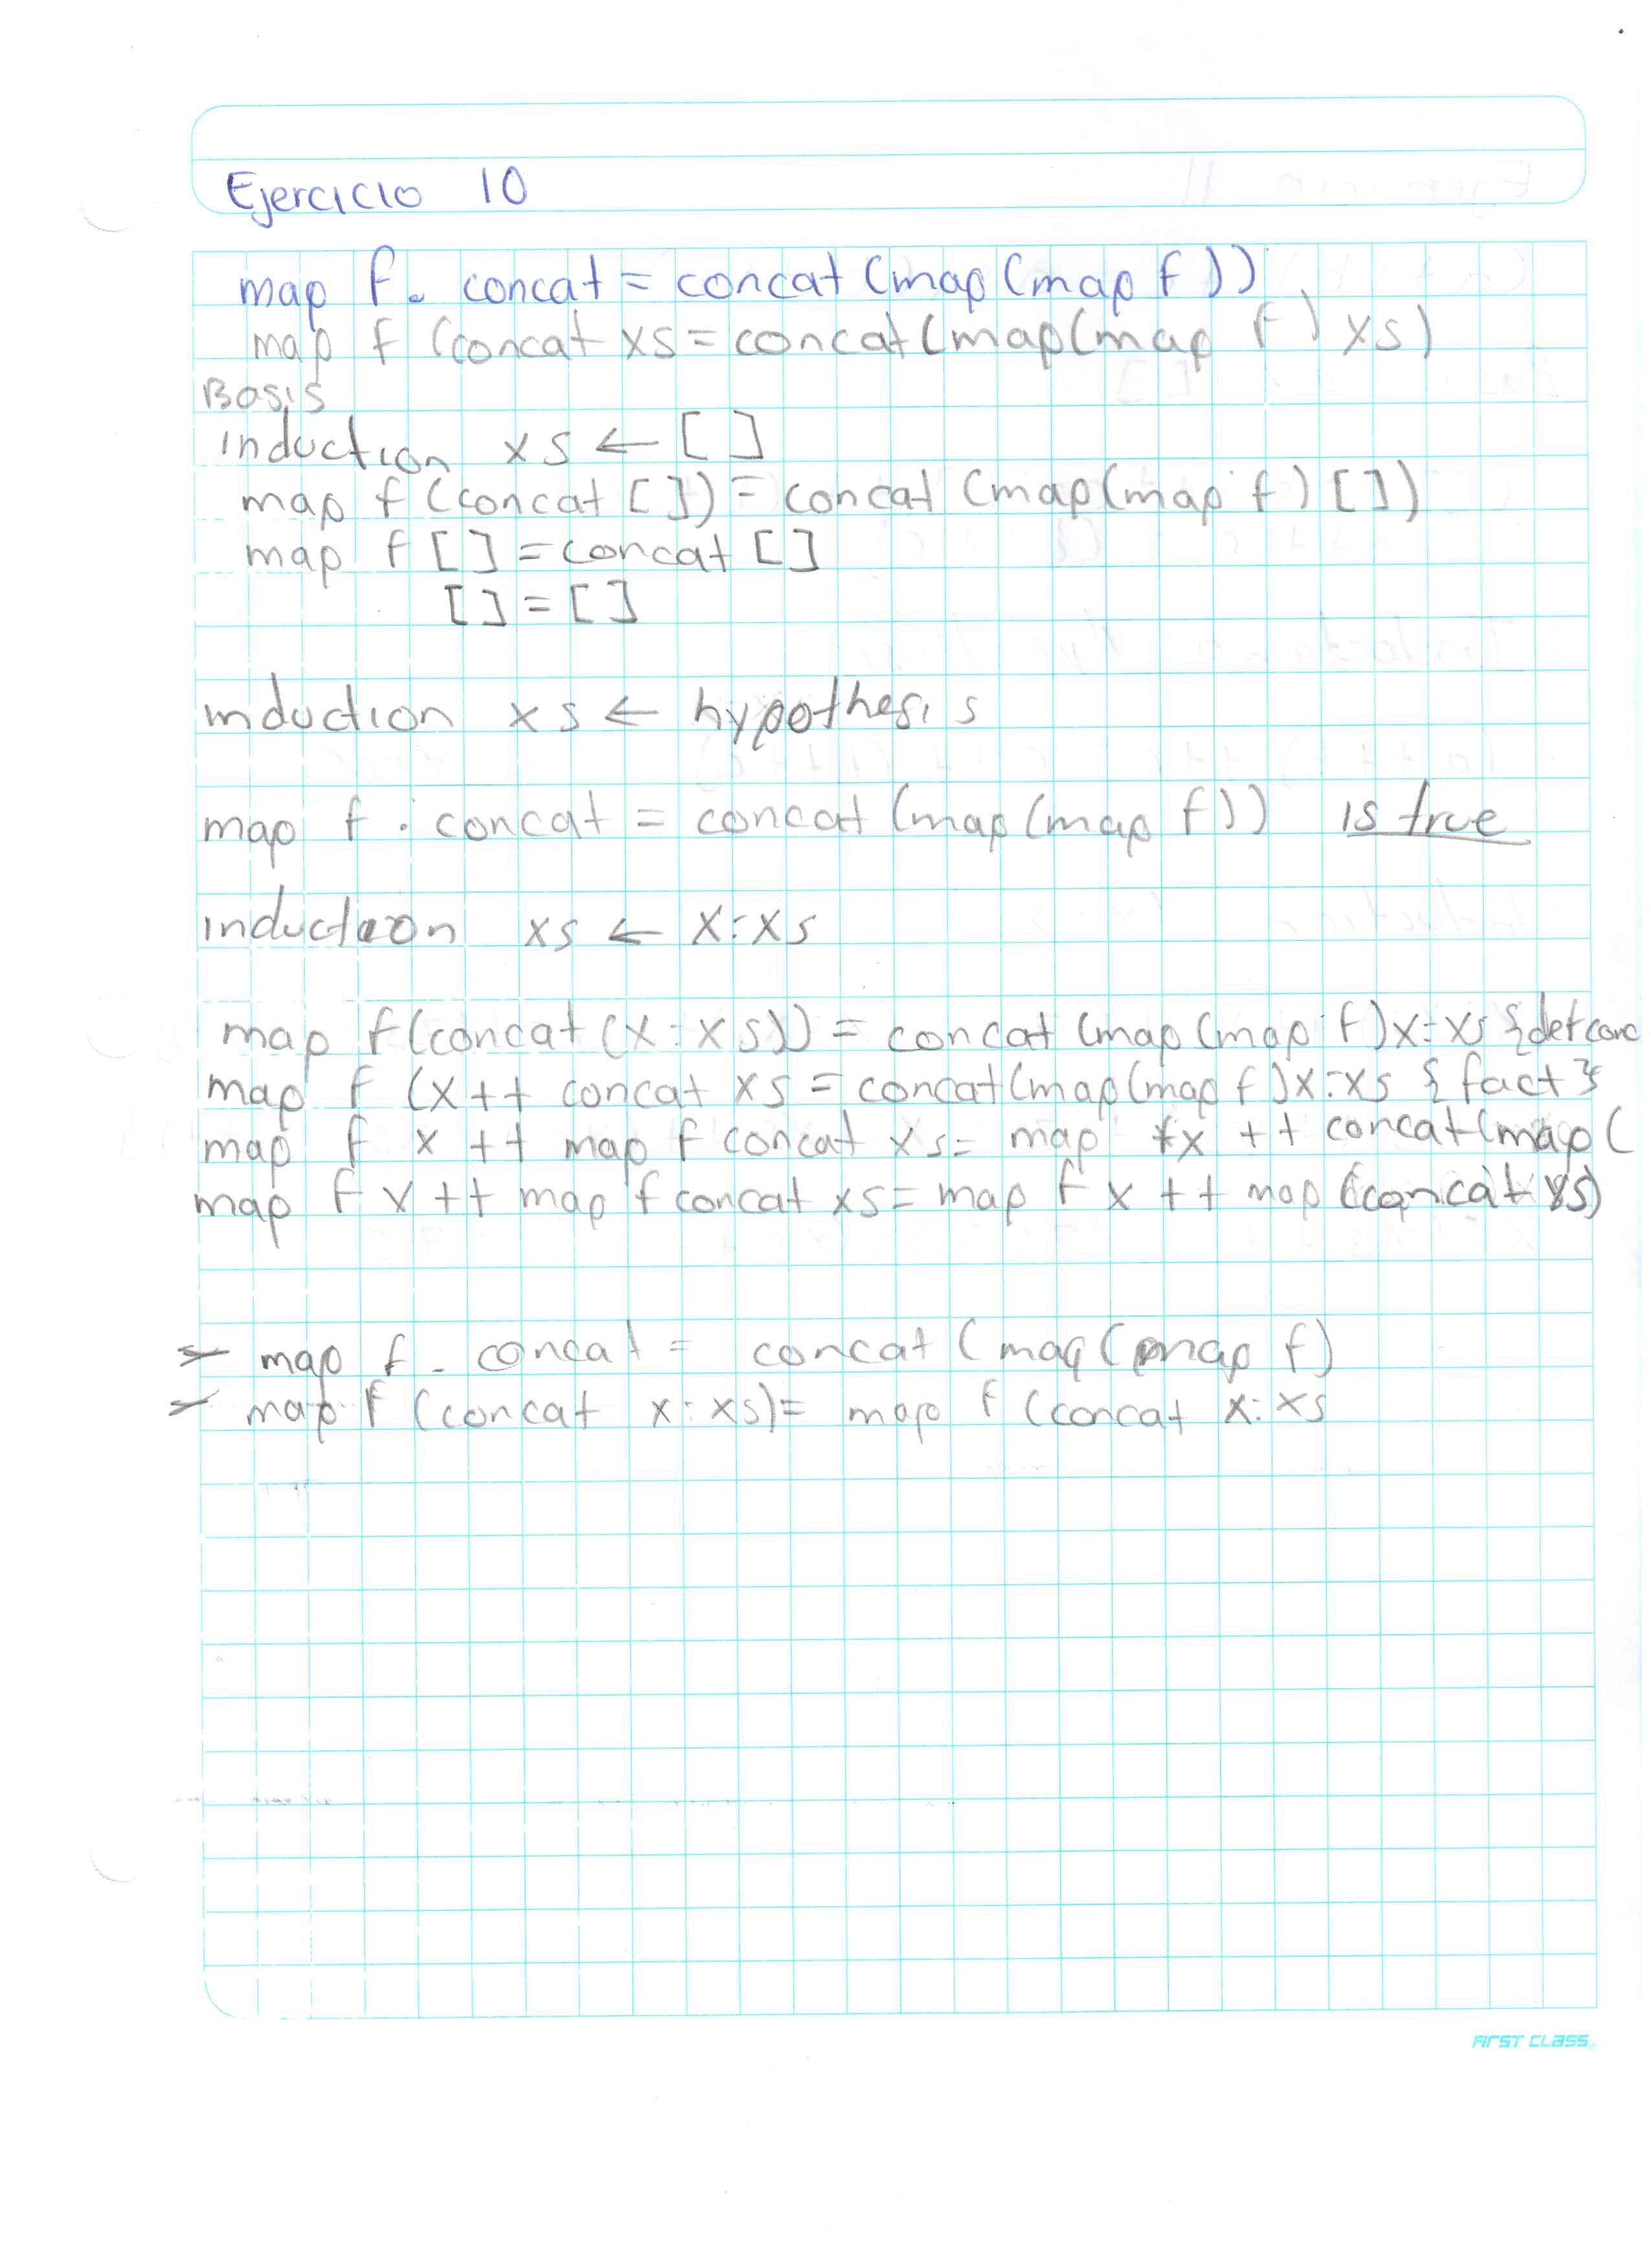 Ejercicio 10
map f. concat = concat (map (map f))
map f (concat xs = concat (map (map f) xs)
Basis
induction xs ← []
map f (concat []) = concat (map (map f) [])
map f [] = concat []
[] = []
induction xs ← hypothesis
map f . concat = concat (map (map f)) is true
induction xs ← x:xs
map f (concat (x:xs)) = concat (map (map f) x:xs {def conc
map f (x ++ concat xs = concat (map (map f) x:xs {fact}
map f x ++ map f concat xs = map fx ++ concat (map (
map f x ++ map f concat xs = map f x ++ map (concat xs)
map f . concat = concat (map (map f)
map f (concat x:xs) = map f (concat x:xs
FIRST CLASS